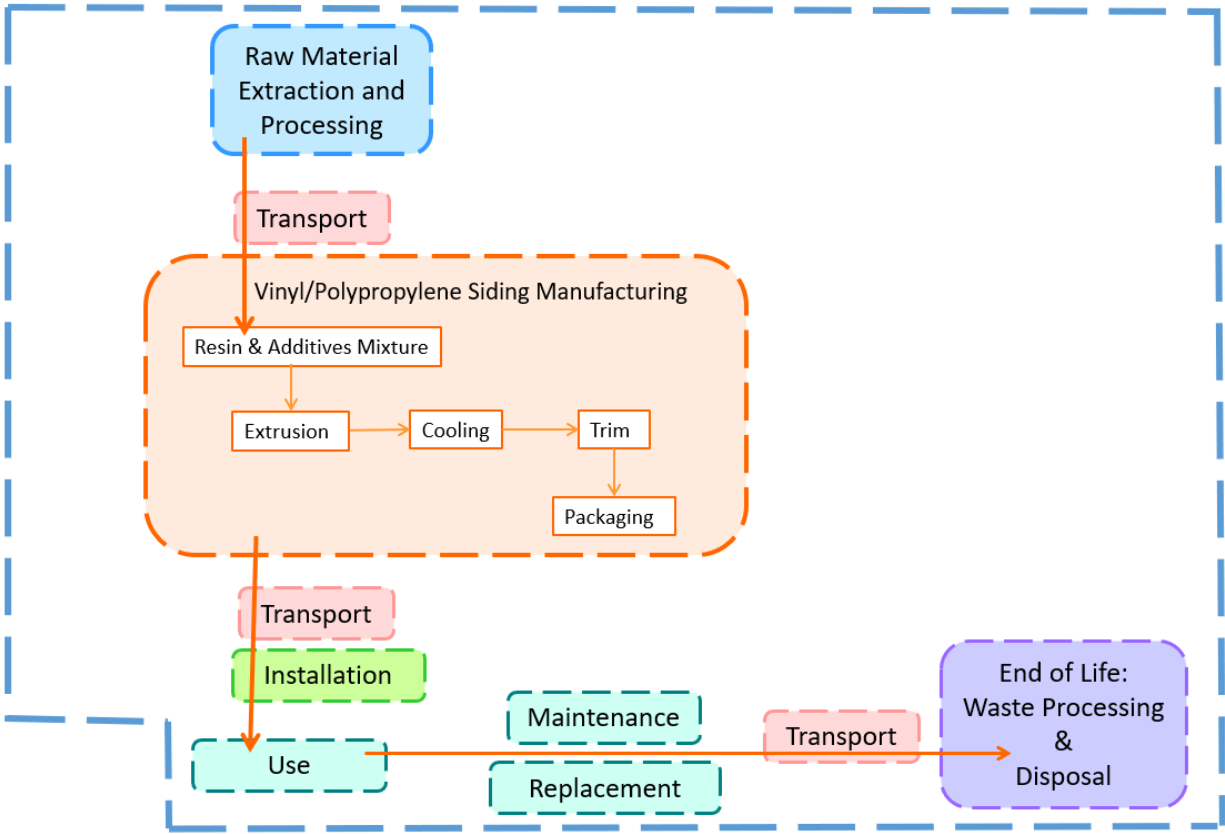 Raw Material
Extraction and
Processing
Transport
Vinyl/Polypropylene Siding Manufacturing
Resin & Additives Mixture
Extrusion
Cooling
Trim
Packaging
Transport
Installation
Use
Maintenance
Replacement
Transport
End of Life:
Waste Processing
&
Disposal